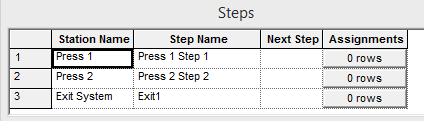 Steps
Station Name Step Name Next Step Assignments
1 Press 1 Press 1 Step 1 0 rows
2 Press 2 Press 2 Step 2 0 rows
3 Exit System Exit1 0 rows